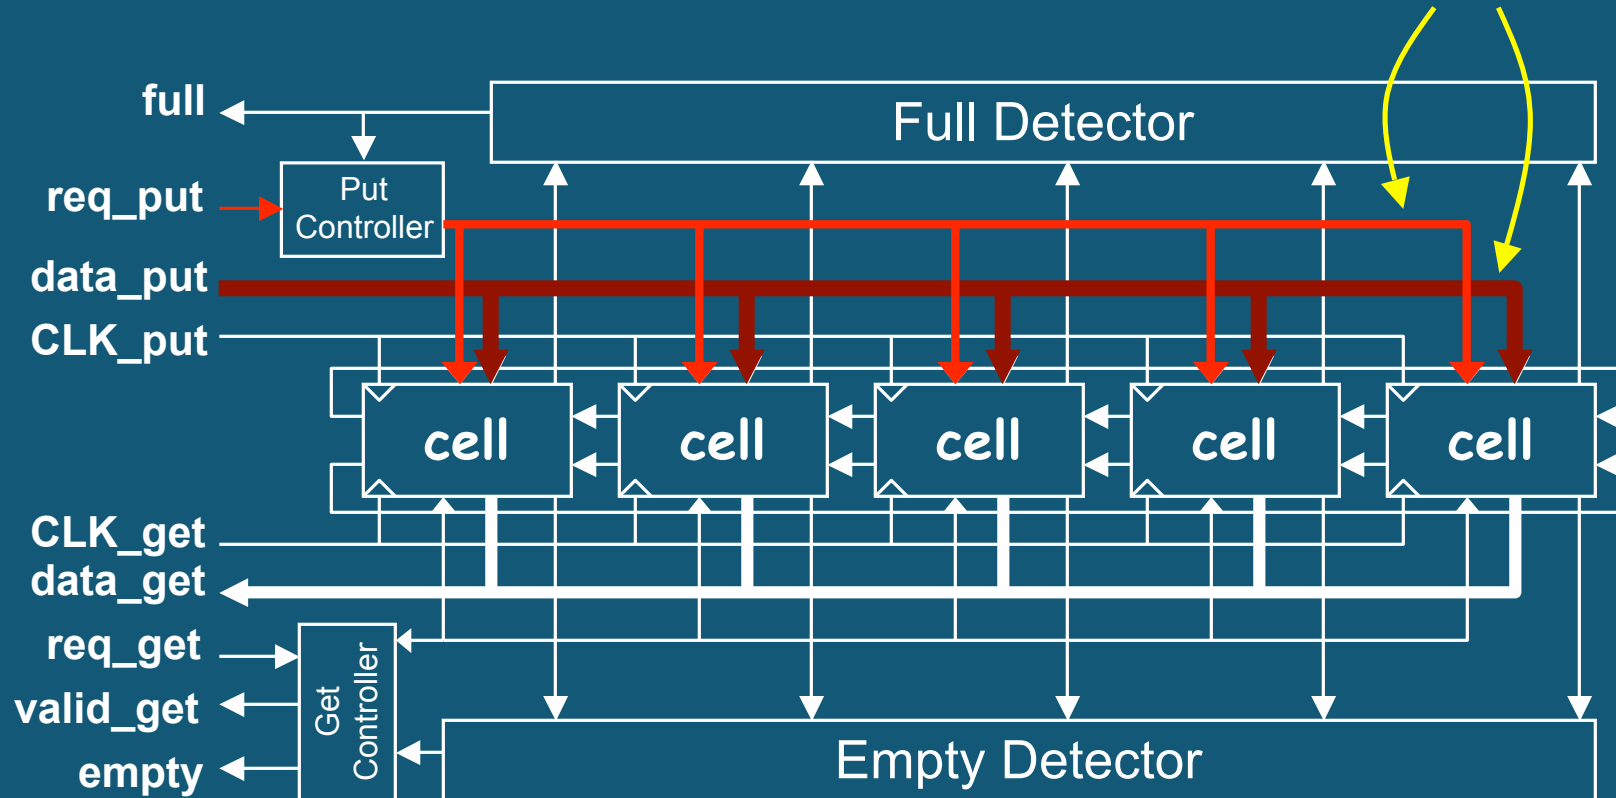 full
Full Detector
Put
Controller
req_put
data_put
CLK_put
cell
cell
cell
cell
cell
CLK_get
data_get
req_get
Get
Controller
valid_get
empty
Empty Detector